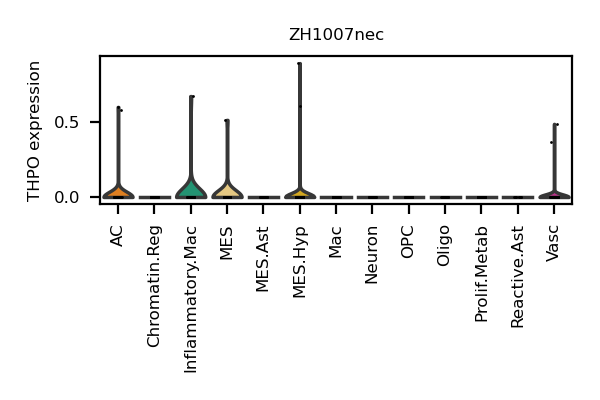 ZH1007nec
THPO expression
0.5
0.0
AC
Chromatin.Reg
Inflammatory.Mac
MES
MES.Ast
MES.Hyp
Mac
Neuron
OPC
Oligo
Prolif.Metab
Reactive.Ast
Vasc